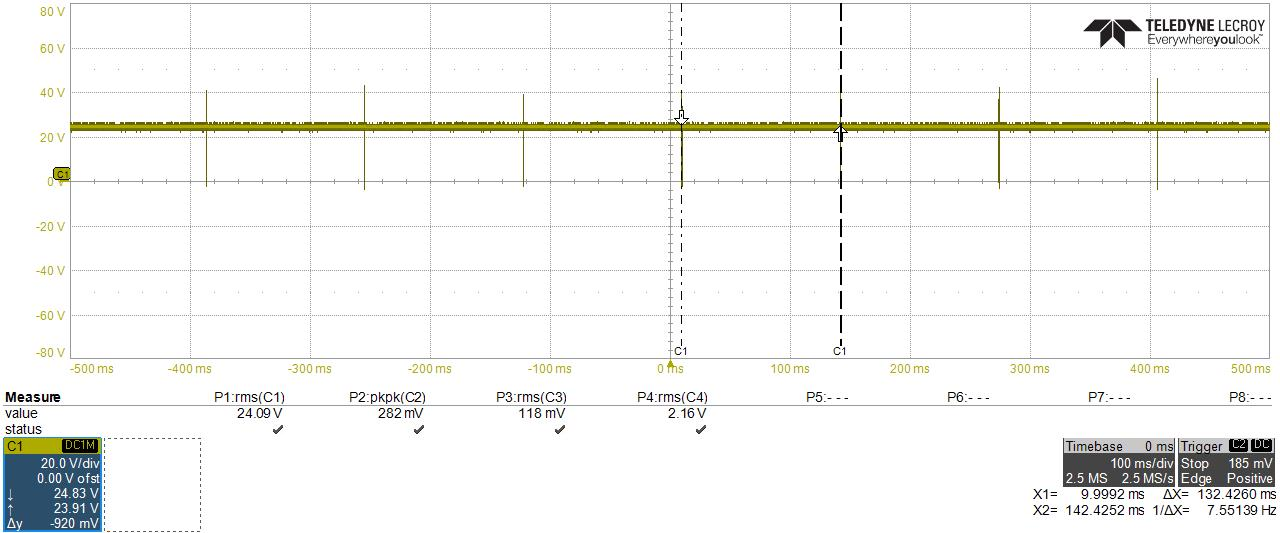 80 V
TELEDYNE LECROY
Everywhereyoulook™
60 V
40 V
20 V
C1
0 V
-20 V
-40 V
-60 V
-80 V
C1 C1
-500 ms -400 ms -300 ms -200 ms -100 ms 0 ms 100 ms 200 ms 300 ms 400 ms 500 ms
Measure P1:rms(C1) P2:pkpk(C2) P3:rms(C3) P4:rms(C4) P5:- - - P6:- - - P7:- - - P8:- - -
value 24.09 V 282 mV 118 mV 2.16 V
status
C1 DC1M
20.0 V/div
0.00 V ofst
↓ 24.83 V
↑ 23.91 V
Δy -920 mV
Timebase 0 ms
100 ms/div
2.5 MS 2.5 MS/s
Trigger C2 DC
Stop 185 mV
Edge Positive
X1= 9.9992 ms ΔX= 132.4260 ms
X2= 142.4252 ms 1/ΔX= 7.55139 Hz